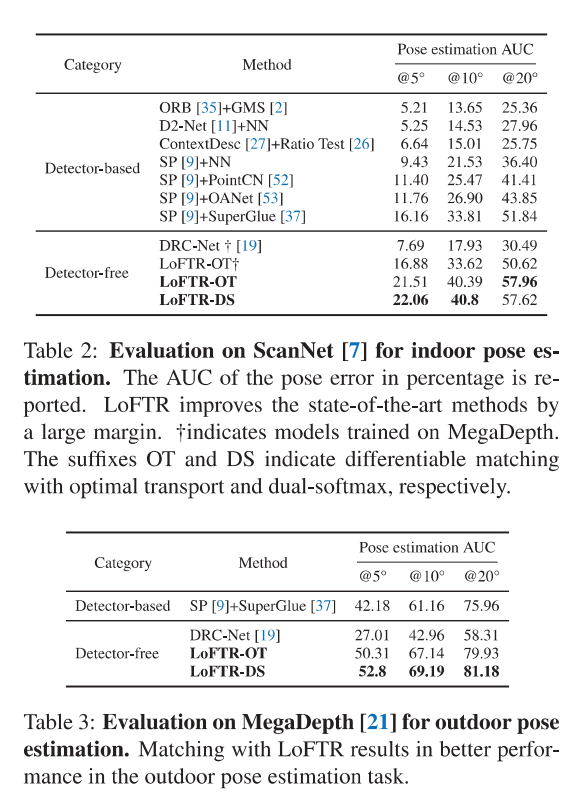 Category Method Pose estimation AUC
@5° @10° @20°
Detector-based
ORB [35]+GMS [2] 5.21 13.65 25.36
D2-Net [11]+NN 5.25 14.53 27.96
ContextDesc [27]+Ratio Test [26] 6.64 15.01 25.75
SP [9]+NN 9.43 21.53 36.40
SP [9]+PointCN [52] 11.40 25.47 41.41
SP [9]+OANet [53] 11.76 26.90 43.85
SP [9]+SuperGlue [37] 16.16 33.81 51.84
Detector-free
DRC-Net † [19] 7.69 17.93 30.49
LoFTR-OT† 16.88 33.62 50.62
LoFTR-OT 21.51 40.39 57.96
LoFTR-DS 22.06 40.8 57.62
Table 2: Evaluation on ScanNet [7] for indoor pose es-
timation. The AUC of the pose error in percentage is re-
ported. LoFTR improves the state-of-the-art methods by
a large margin. †indicates models trained on MegaDepth.
The suffixes OT and DS indicate differentiable matching
with optimal transport and dual-softmax, respectively.
Category Method Pose estimation AUC
@5° @10° @20°
Detector-based SP [9]+SuperGlue [37] 42.18 61.16 75.96
Detector-free
DRC-Net [19] 27.01 42.96 58.31
LoFTR-OT 50.31 67.14 79.93
LoFTR-DS 52.8 69.19 81.18
Table 3: Evaluation on MegaDepth [21] for outdoor pose
estimation. Matching with LoFTR results in better perfor-
mance in the outdoor pose estimation task.